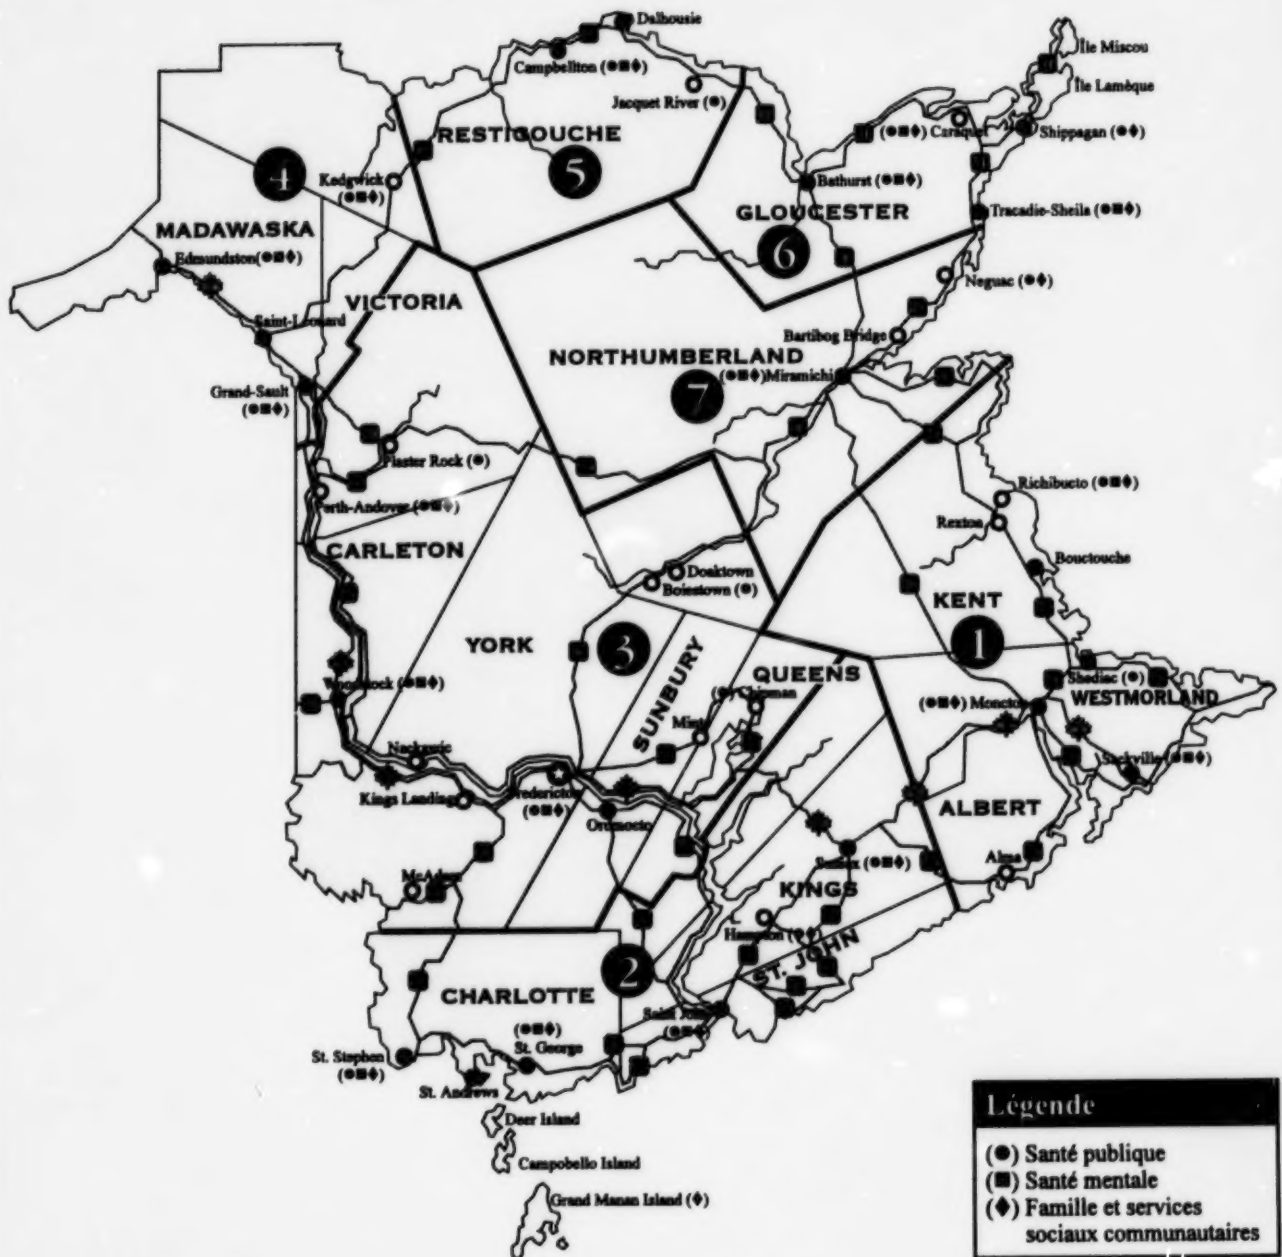 Dalhousie
Île Miscou
Campbellton (●■♦)
Île Lamèque
Jacquet River (●)
RESTIGOUCHE
(●■♦) Caraquet
Shippagan (●♦)
5
4
Kedgwick
(●■♦)
Bathurst (●■♦)
GLOUCESTER
Tracadie-Sheila (●■♦)
MADAWASKA
6
Edmundston(●■♦)
Neguac (●♦)
VICTORIA
Saint-Léonard
Bartibog Bridge
NORTHUMBERLAND
(●■♦)Miramichi
7
Grand-Sault
(●■♦)
Plaster Rock (●)
Perth-Andover (●■♦)
Richibucto (●■♦)
Rextoa
CARLETON
Bouctouche
Doaktown
Boiestown (●)
KENT
YORK
3
1
SUNBURY
QUEENS
Shediac (●)
Woodstock (●■♦)
(●) Chipman
WESTMORLAND
(●■♦) Moncton
Minto
Nackawic
Sackville (●■♦)
Kings Landing
Fredericton
(●■♦)
Oromocto
ALBERT
Sussex (●■♦)
Alma
McAdam
KINGS
Hampton (●♦)
ST. JOHN
2
CHARLOTTE
(●■♦)
Saint John
(●■♦)
St. George
St. Stephen
(●■♦)
St. Andrews
Deer Island
Campobello Island
Grand Manan Island (♦)
Légende
(●) Santé publique
(■) Santé mentale
(♦) Famille et services
sociaux communautaires